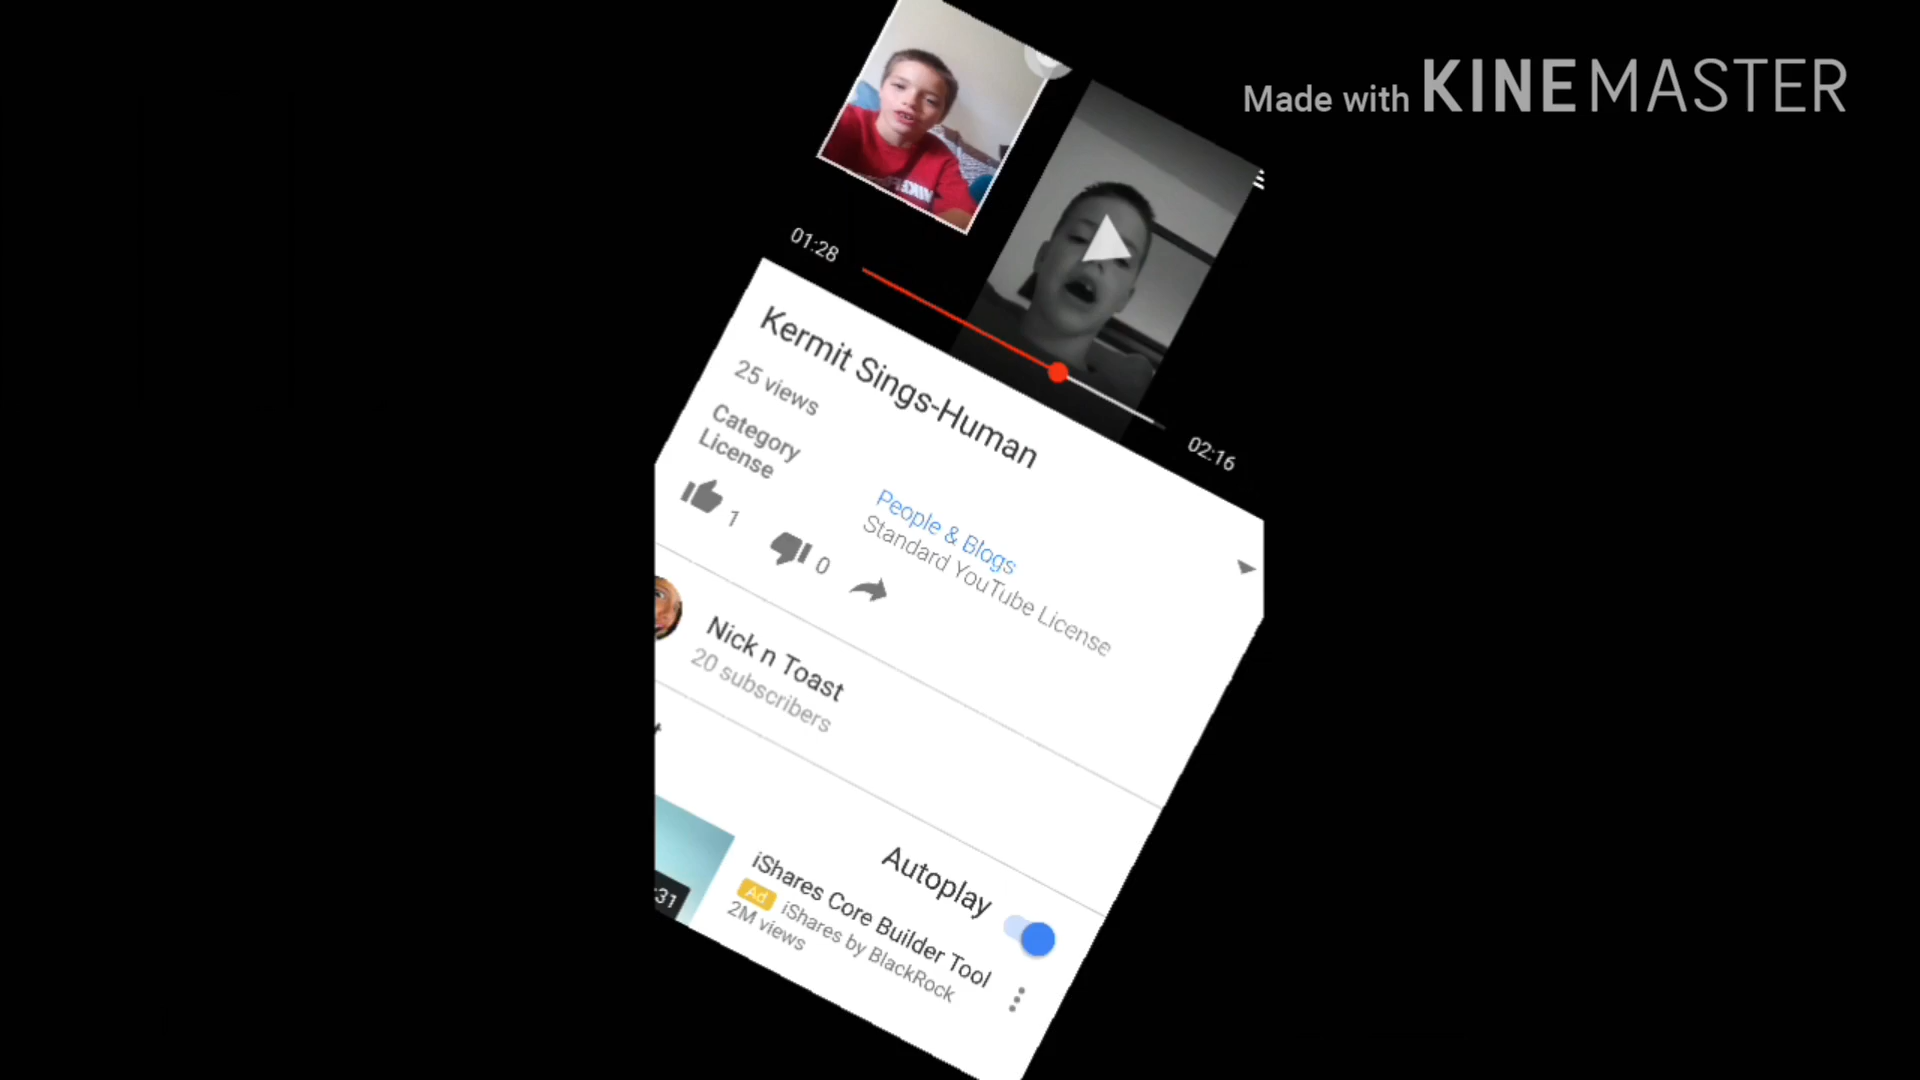 Made with KINEMASTER
01:28
02:16
Kermit Sings-Human
25 views
Category
People & Blogs
License
Standard YouTube License
1
0
Nick n Toast
20 subscribers
Autoplay
iShares Core Builder Tool
Ad iShares by BlackRock
2M views
:31